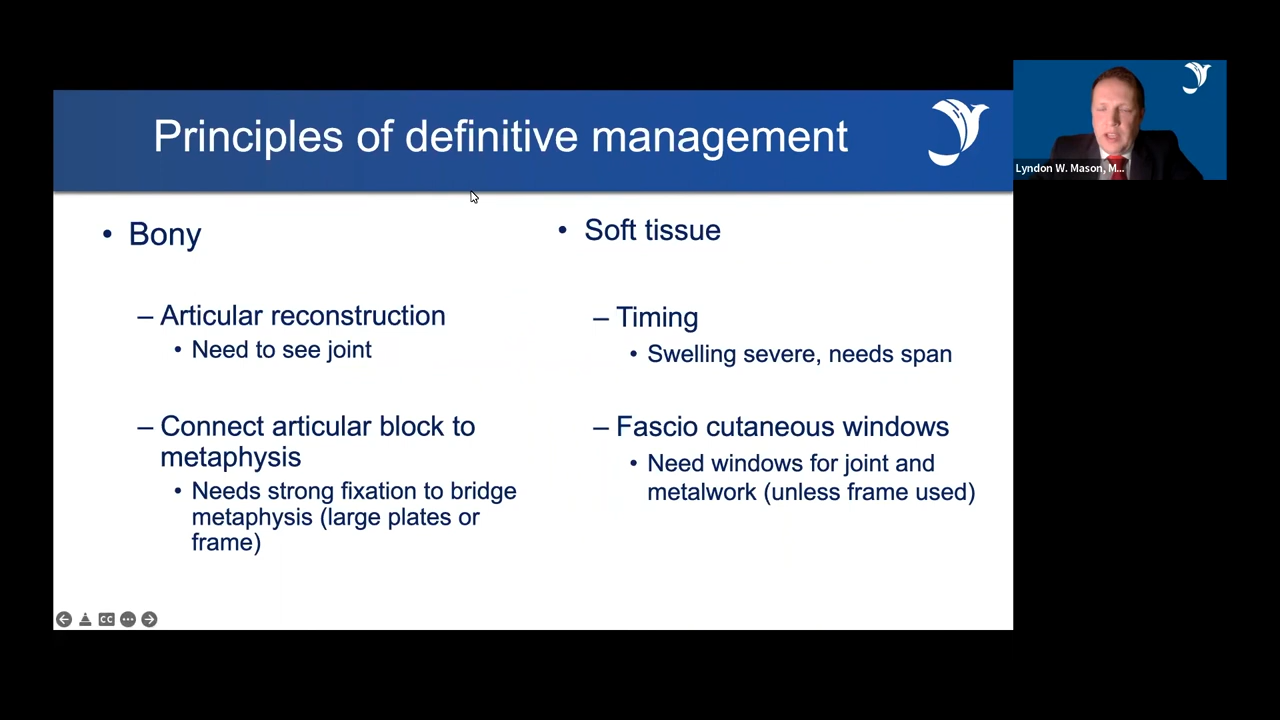 Principles of definitive management
Lyndon W. Mason, M...
• Bony
– Articular reconstruction
• Need to see joint
– Connect articular block to
metaphysis
• Needs strong fixation to bridge
metaphysis (large plates or
frame)
• Soft tissue
– Timing
• Swelling severe, needs span
– Fascio cutaneous windows
• Need windows for joint and
metalwork (unless frame used)
CC